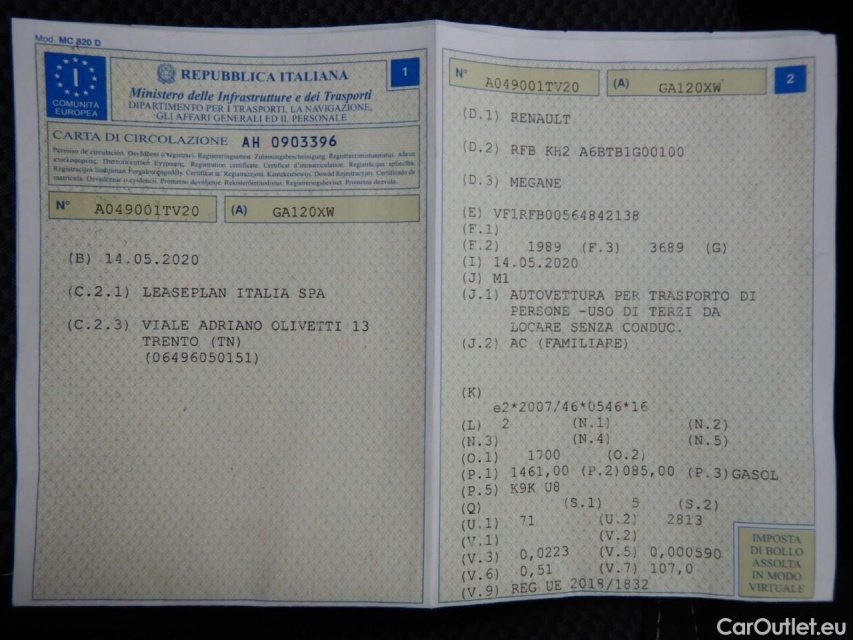 Mod. MC 820 D
I
COMUNITÀ
EUROPEA
REPUBBLICA ITALIANA
Ministero delle Infrastrutture e dei Trasporti
DIPARTIMENTO PER I TRASPORTI, LA NAVIGAZIONE,
GLI AFFARI GENERALI ED IL PERSONALE
1
CARTA DI CIRCOLAZIONE AH 0903396
N° A049001TV20 (A) GA120XW
(B) 14.05.2020
(C.2.1) LEASEPLAN ITALIA SPA
(C.2.3) VIALE ADRIANO OLIVETTI 13
TRENTO (TN)
(06496050151)
N° A049001TV20 (A) GA120XW
2
(D.1) RENAULT
(D.2) RFB KH2 A6BTB1G00100
(D.3) MEGANE
(E) VF1RFB00564842138
(F.1)
(F.2) 1989 (F.3) 3689 (G)
(I) 14.05.2020
(J) M1
(J.1) AUTOVETTURA PER TRASPORTO DI
PERSONE -USO DI TERZI DA
LOCARE SENZA CONDUC.
(J.2) AC (FAMILIARE)
(K)
e2*2007/46*0546*16
(L) 2 (N.1) (N.2)
(N.3) (N.4) (N.5)
(O.1) 1700 (O.2)
(P.1) 1461,00 (P.2)085,00 (P.3)GASOL
(P.5) K9K U8
(Q) (S.1) 5 (S.2)
(U.1) 71 (U.2) 2813
(V.1) (V.2)
(V.3) 0,0223 (V.5) 0,000590
(V.6) 0,51 (V.7) 107,0
(V.9) REG UE 2018/1832
IMPOSTA
DI BOLLO
ASSOLTA
IN MODO
VIRTUALE
CarOutlet.eu